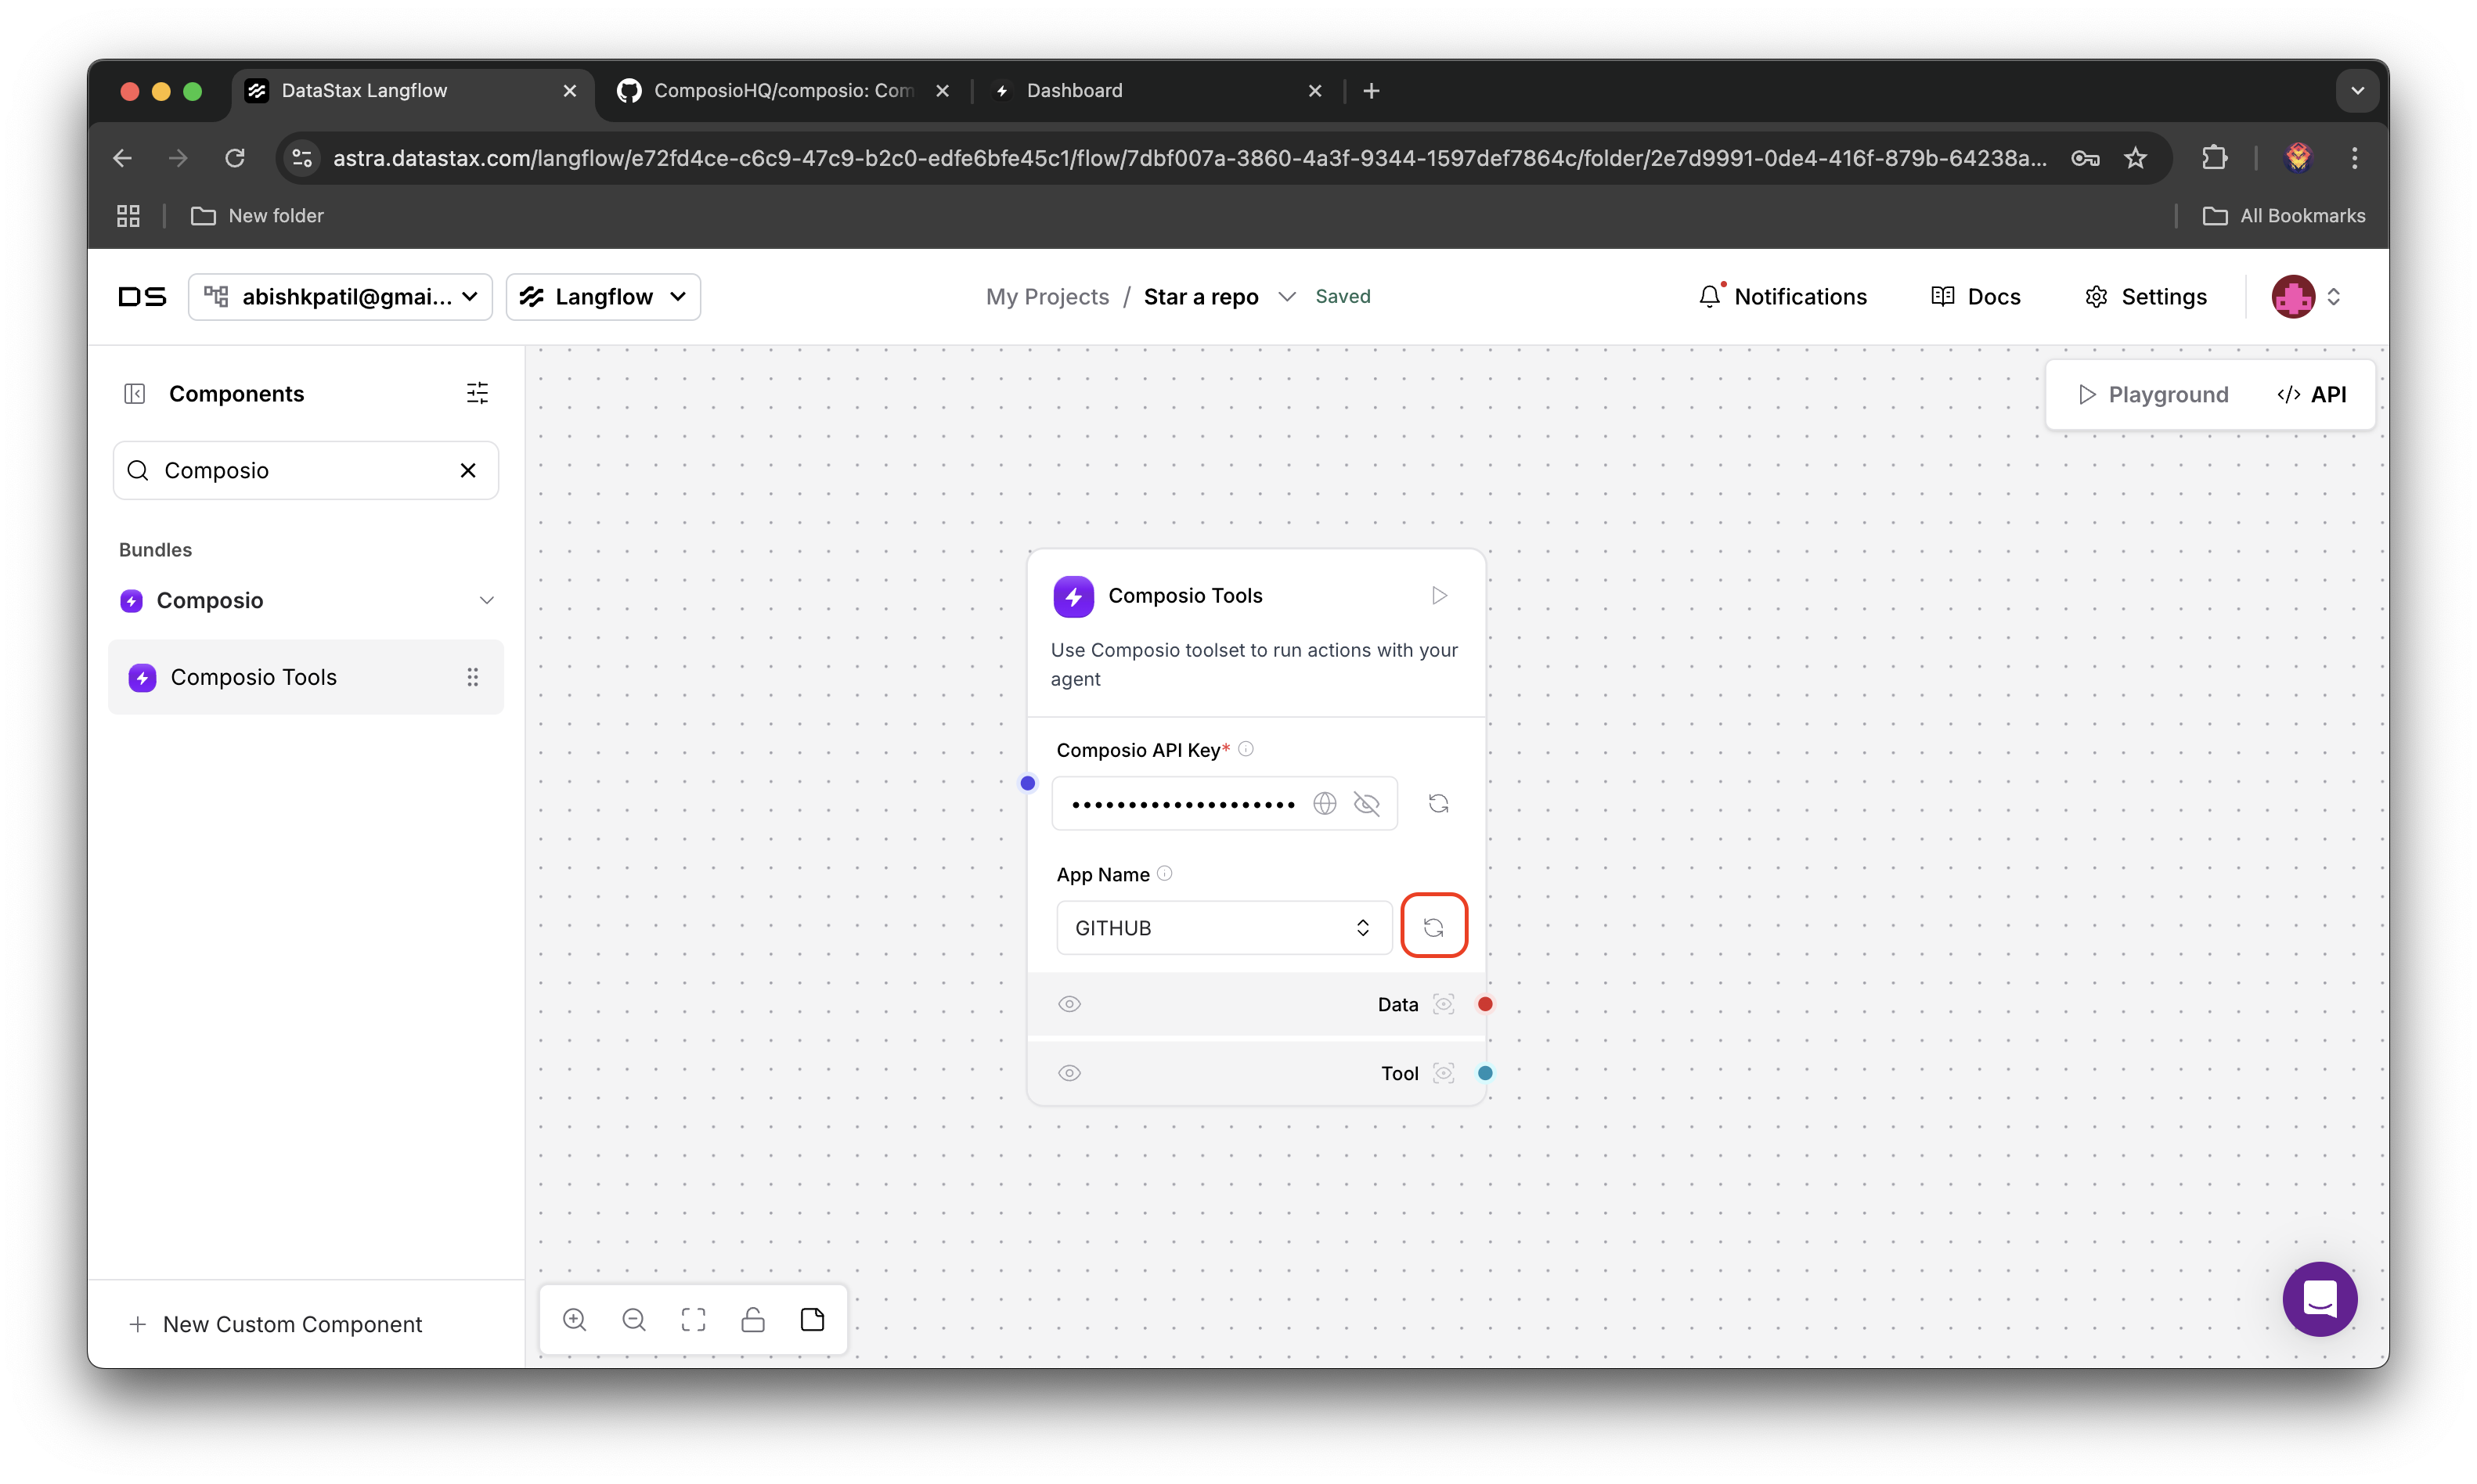 DataStax Langflow
ComposioHQ/composio: Com
Dashboard
astra.datastax.com/langflow/e72fd4ce-c6c9-47c9-b2c0-edfe6bfe45c1/flow/7dbf007a-3860-4a3f-9344-1597def7864c/folder/2e7d9991-0de4-416f-879b-64238a...
New folder
All Bookmarks
DS
abishkpatil@gmai...
Langflow
My Projects / Star a repo
Saved
Notifications
Docs
Settings
Components
Playground
API
Composio
Bundles
Composio
Composio Tools
Composio Tools
Use Composio toolset to run actions with your
agent
Composio API Key*
••••••••••••••••••••
App Name
GITHUB
Data
Tool
New Custom Component